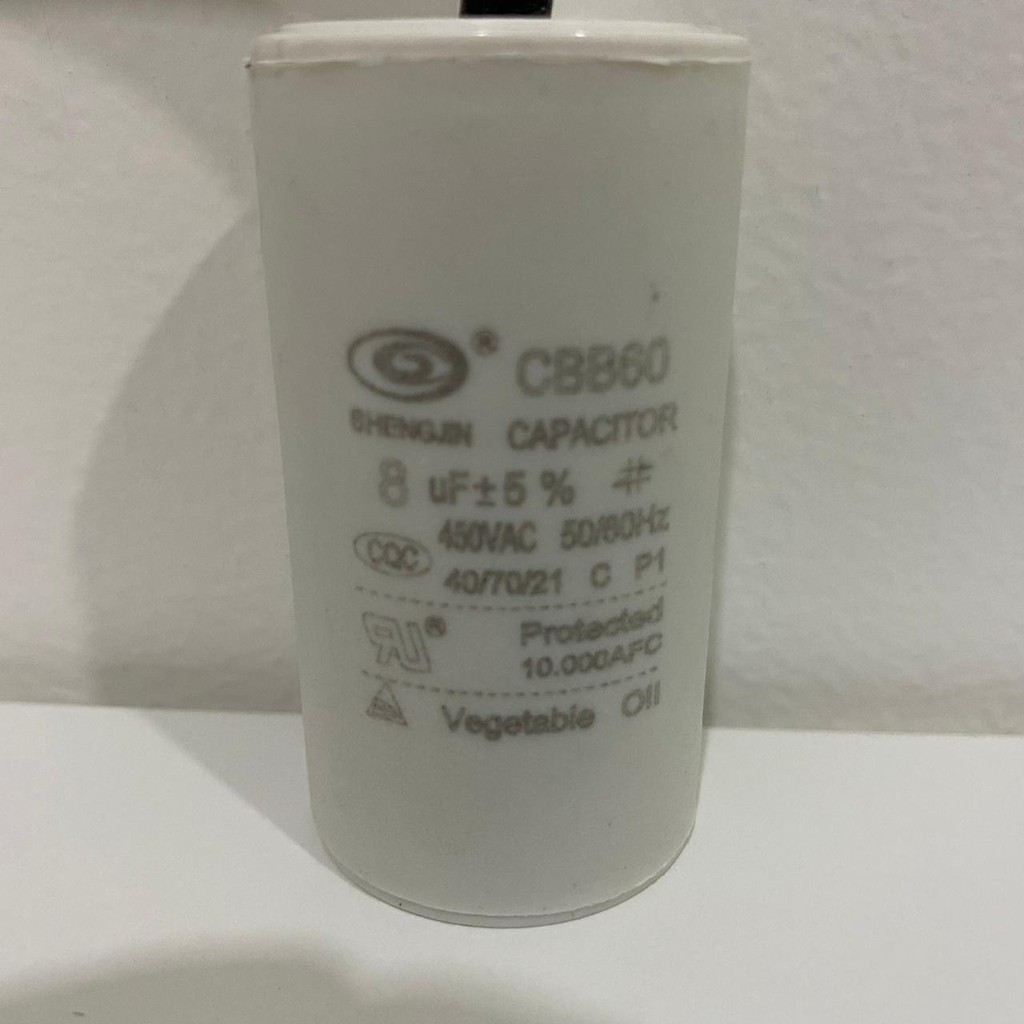 ® CBB60
SHENGJIN CAPACITOR
8 uF±5% #
CQC 450VAC 50/60Hz
40/70/21 C P1
RU® Protected
10.000AFC
Vegetable Oil